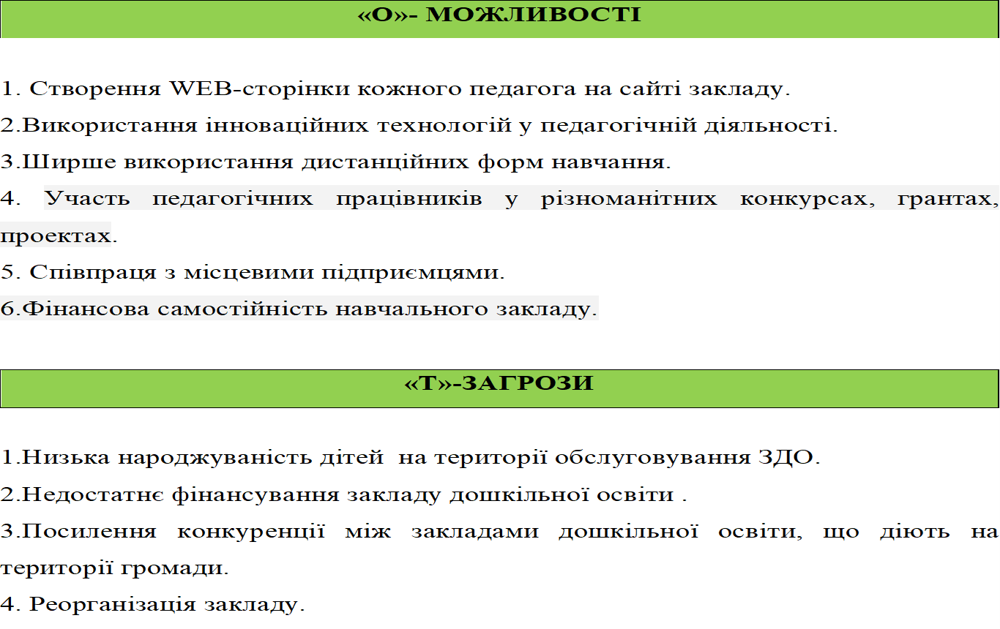 «О»- МОЖЛИВОСТІ
1. Створення WEB-сторінки кожного педагога на сайті закладу.
2.Використання інноваційних технологій у педагогічній діяльності.
3.Ширше використання дистанційних форм навчання.
4. Участь педагогічних працівників у різноманітних конкурсах, грантах,
проектах.
5. Співпраця з місцевими підприємцями.
6.Фінансова самостійність навчального закладу.
«Т»-ЗАГРОЗИ
1.Низька народжуваність дітей  на території обслуговування ЗДО.
2.Недостатнє фінансування закладу дошкільної освіти .
3.Посилення конкуренції між закладами дошкільної освіти, що діють на
території громади.
4. Реорганізація закладу.